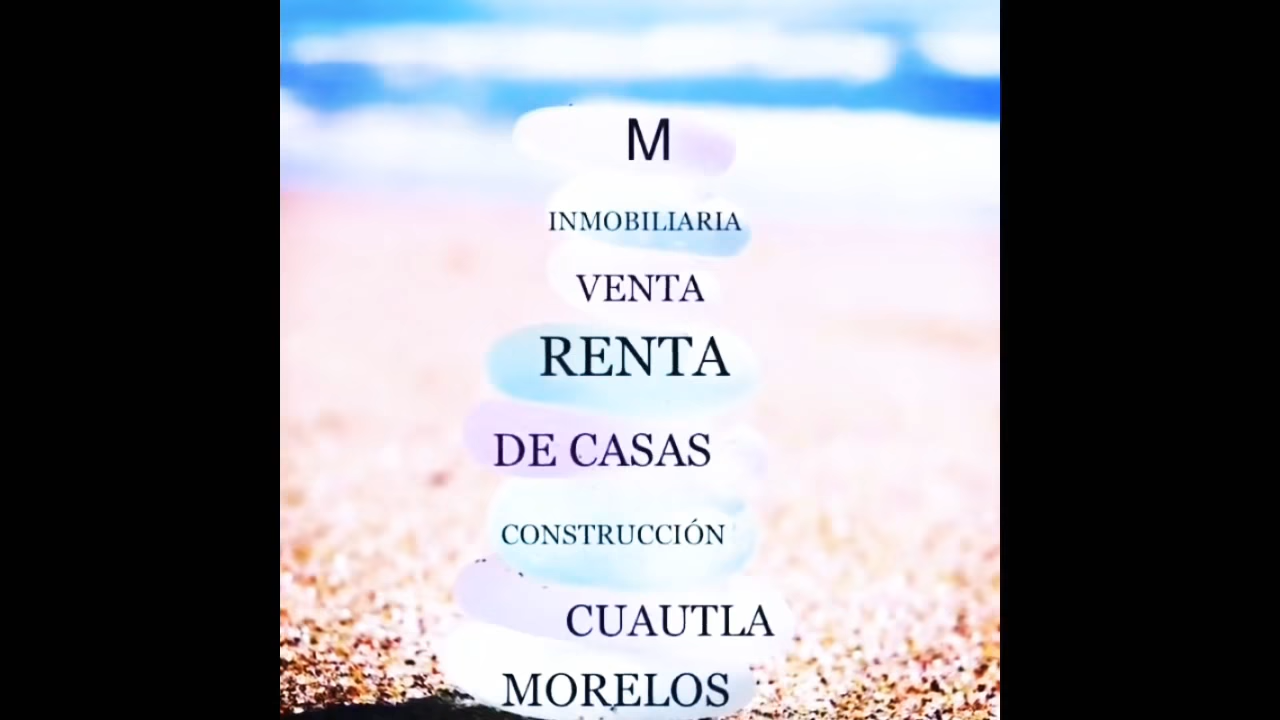 M
INMOBILIARIA
VENTA
RENTA
DE CASAS
CONSTRUCCIÓN
CUAUTLA
MORELOS